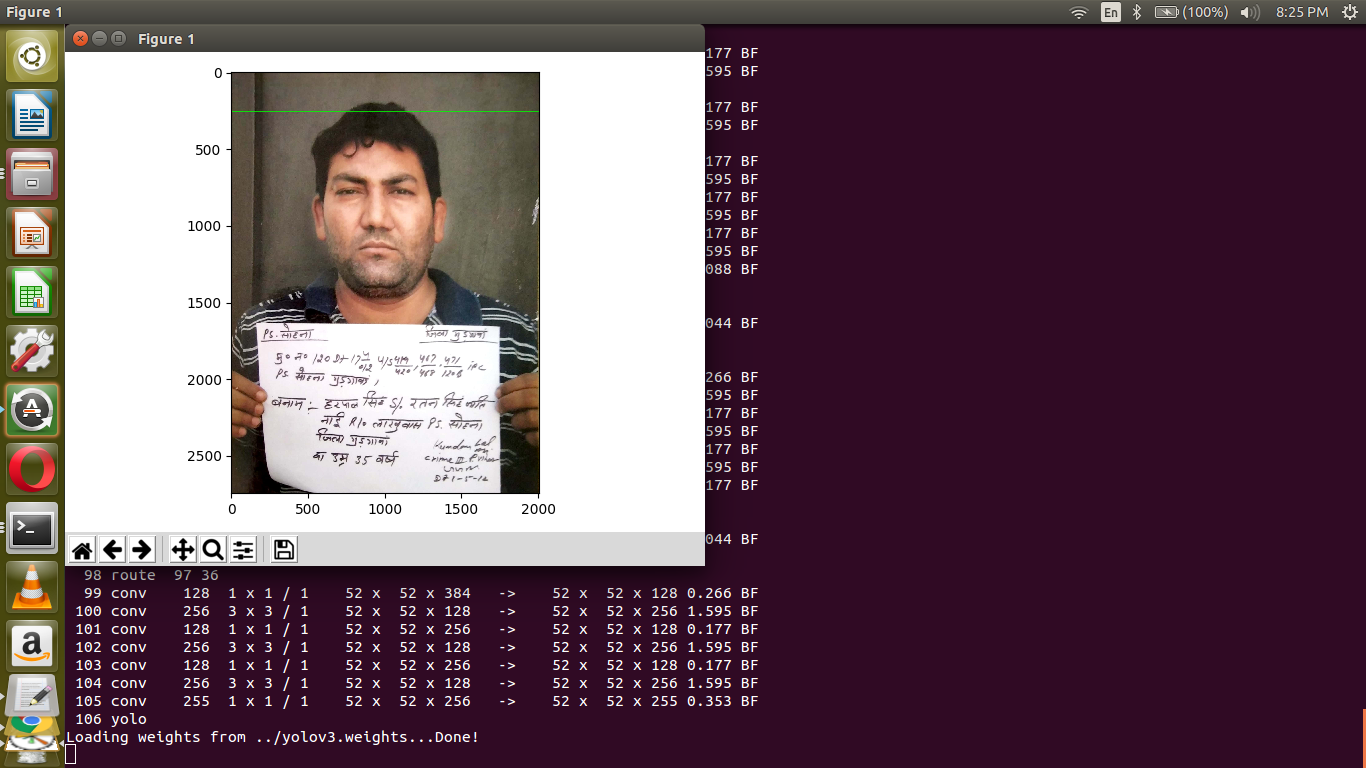 Figure 1
En
(100%)
8:25 PM
Figure 1
0
500
1000
1500
2000
2500
0 500 1000 1500 2000
PS. सोहना जिला गुड़गावां
मु० न० 120 Dt 17 4 012 U/S 419 420, 467 468, 471 120B IPC
PS. सोहना गुड़गावां,
बनाम :- हरपाल सिंह S/o रतन सिंह जाति
नाई R/o लाखुवास PS. सोहना
जिला गुड़गावां
व उम्र 35 वर्ष
Kundan Lal
Crime
177 BF
595 BF
177 BF
595 BF
177 BF
595 BF
177 BF
595 BF
177 BF
595 BF
088 BF
044 BF
266 BF
595 BF
177 BF
595 BF
177 BF
595 BF
177 BF
044 BF
98 route 97 36
99 conv 128 1 x 1 / 1 52 x 52 x 384 -> 52 x 52 x 128 0.266 BF
100 conv 256 3 x 3 / 1 52 x 52 x 128 -> 52 x 52 x 256 1.595 BF
101 conv 128 1 x 1 / 1 52 x 52 x 256 -> 52 x 52 x 128 0.177 BF
102 conv 256 3 x 3 / 1 52 x 52 x 128 -> 52 x 52 x 256 1.595 BF
103 conv 128 1 x 1 / 1 52 x 52 x 256 -> 52 x 52 x 128 0.177 BF
104 conv 256 3 x 3 / 1 52 x 52 x 128 -> 52 x 52 x 256 1.595 BF
105 conv 255 1 x 1 / 1 52 x 52 x 256 -> 52 x 52 x 255 0.353 BF
106 yolo
Loading weights from ../yolov3.weights...Done!